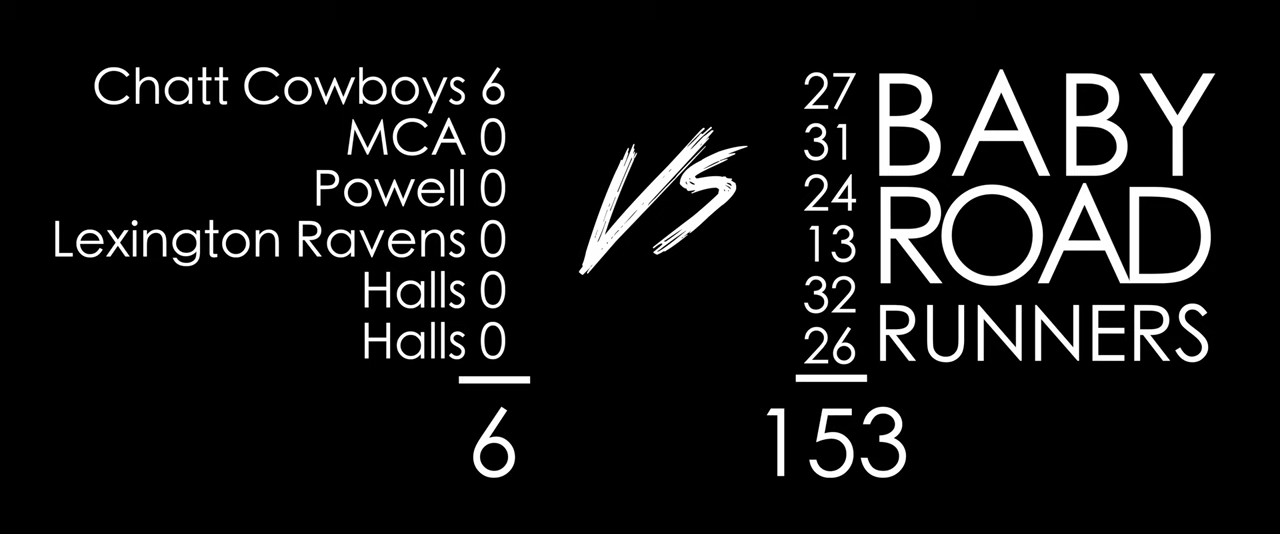 Chatt Cowboys 6
MCA 0
Powell 0
Lexington Ravens 0
Halls 0
Halls 0
6
VS
27
31
24
13
32
26
153
BABY
ROAD
RUNNERS